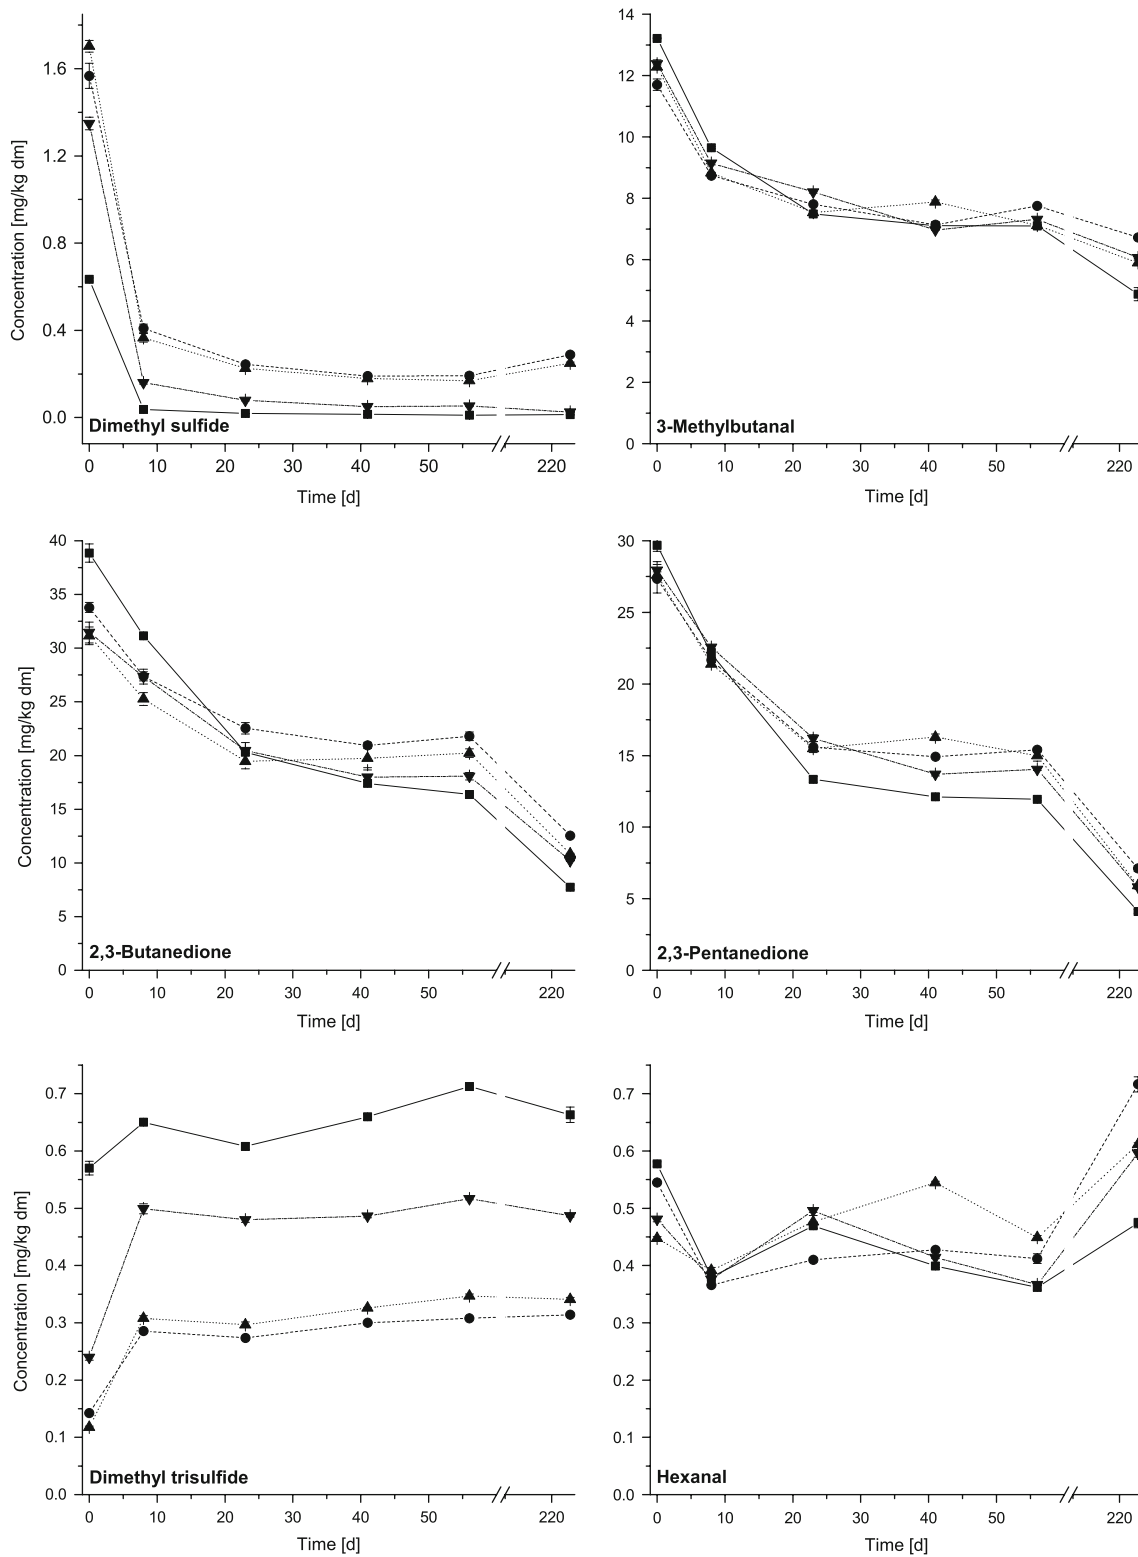 Concentration [mg/kg dm]
1.6
1.2
0.8
0.4
0.0
Dimethyl sulfide
0 10 20 30 40 50 220
Time [d]
14
12
10
8
6
4
2
0
3-Methylbutanal
0 10 20 30 40 50 220
Time [d]
Concentration [mg/kg dm]
40
35
30
25
20
15
10
5
0
2,3-Butanedione
0 10 20 30 40 50 220
Time [d]
30
25
20
15
10
5
0
2,3-Pentanedione
0 10 20 30 40 50 220
Time [d]
Concentration [mg/kg dm]
0.7
0.6
0.5
0.4
0.3
0.2
0.1
0.0
Dimethyl trisulfide
0 10 20 30 40 50 220
Time [d]
0.7
0.6
0.5
0.4
0.3
0.2
0.1
0.0
Hexanal
0 10 20 30 40 50 220
Time [d]